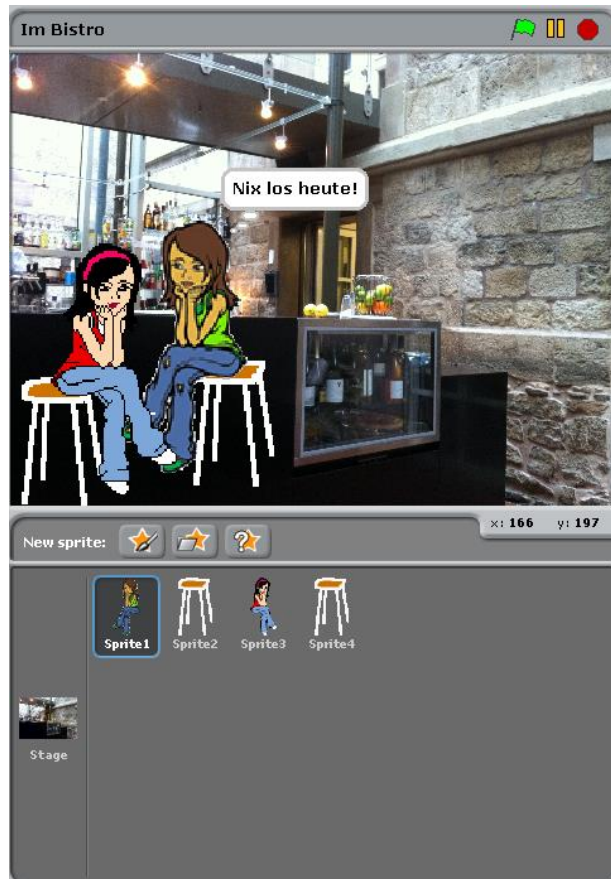 Im Bistro
Nix los heute!
x: 166 y: 197
New sprite:
Sprite1 Sprite2 Sprite3 Sprite4
Stage